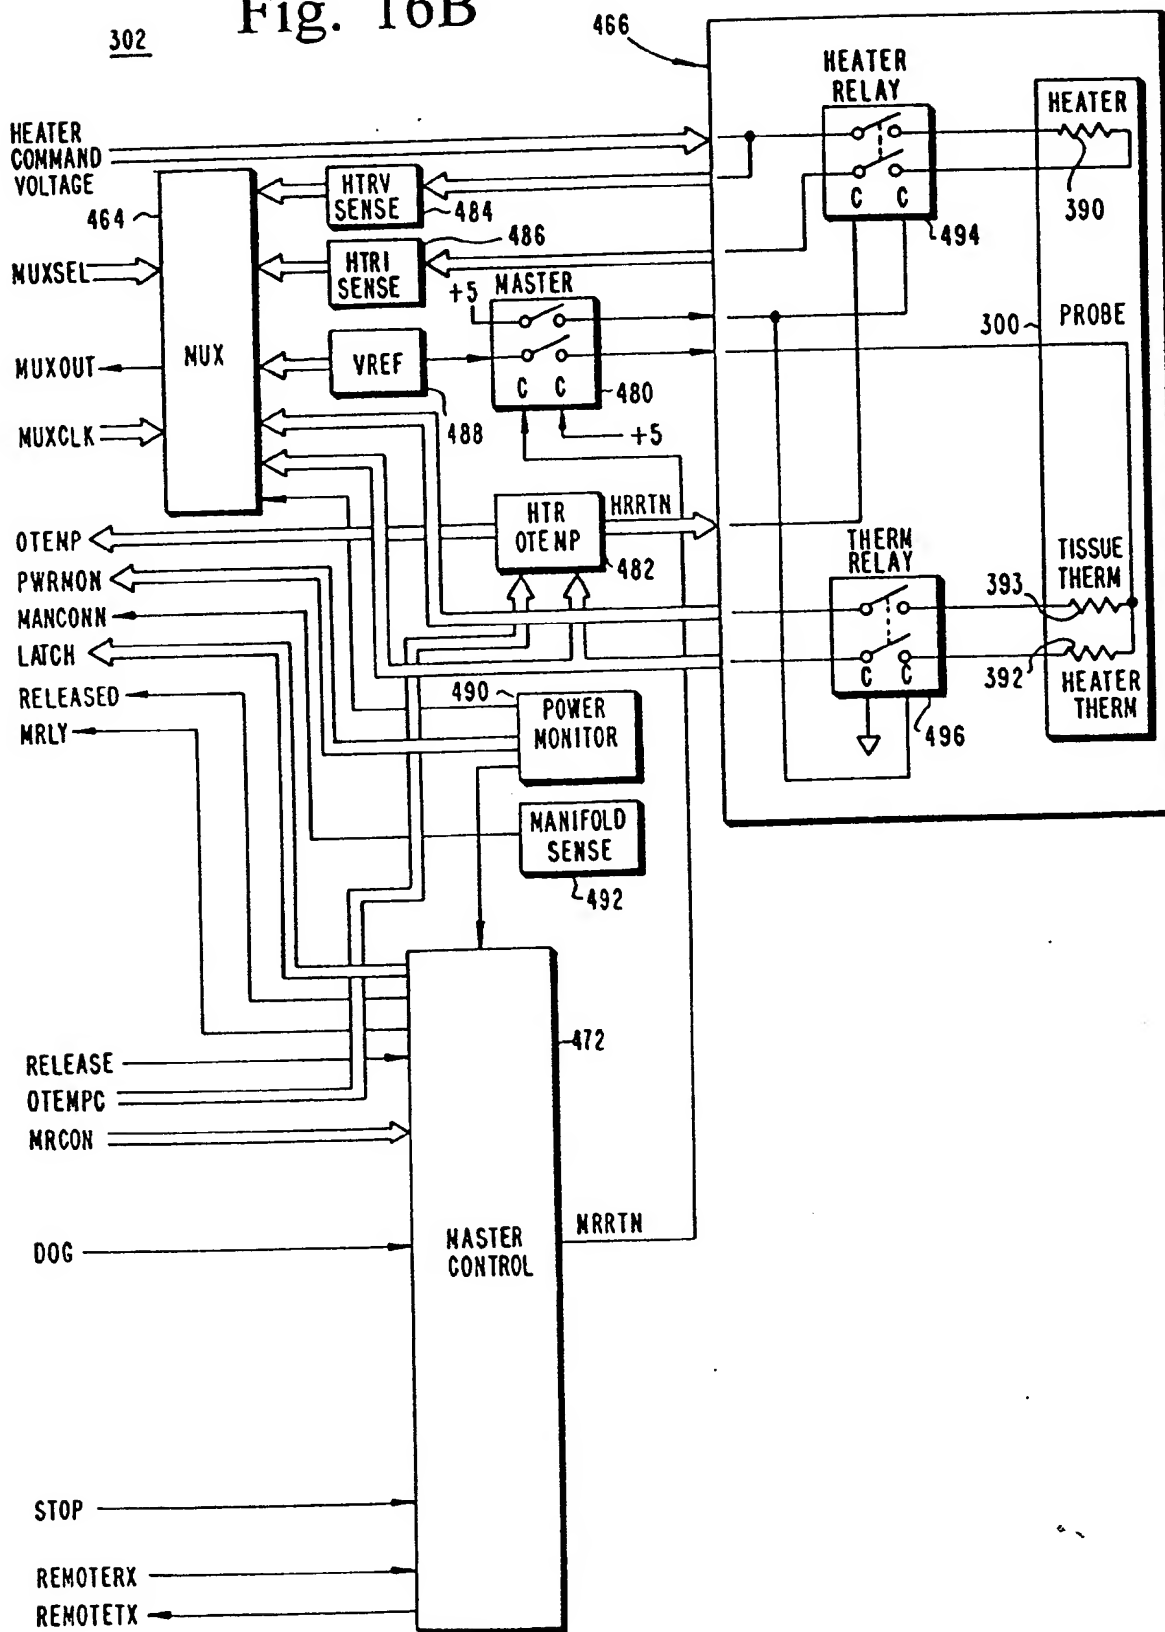 Fig. 16B
302
466
HEATER
RELAY
HEATER
HEATER
COMMAND
VOLTAGE
464
HTRV
SENSE
484
C C
494
390
MUXSEL
HTRI
SENSE
486
+5
MASTER
MUX
300
PROBE
MUXOUT
VREF
488
C C
480
MUXCLK
+5
OTEMP
HTR
OTEMP
HRRTN
482
THERM
RELAY
TISSUE
THERM
393
PWRMON
MANCONN
LATCH
C C
496
392
HEATER
THERM
RELEASED
490
POWER
MONITOR
MRLY
MANIFOLD
SENSE
492
472
RELEASE
OTEMPC
MRCON
DOG
MASTER
CONTROL
MRRTN
STOP
REMOTERX
REMOTETX